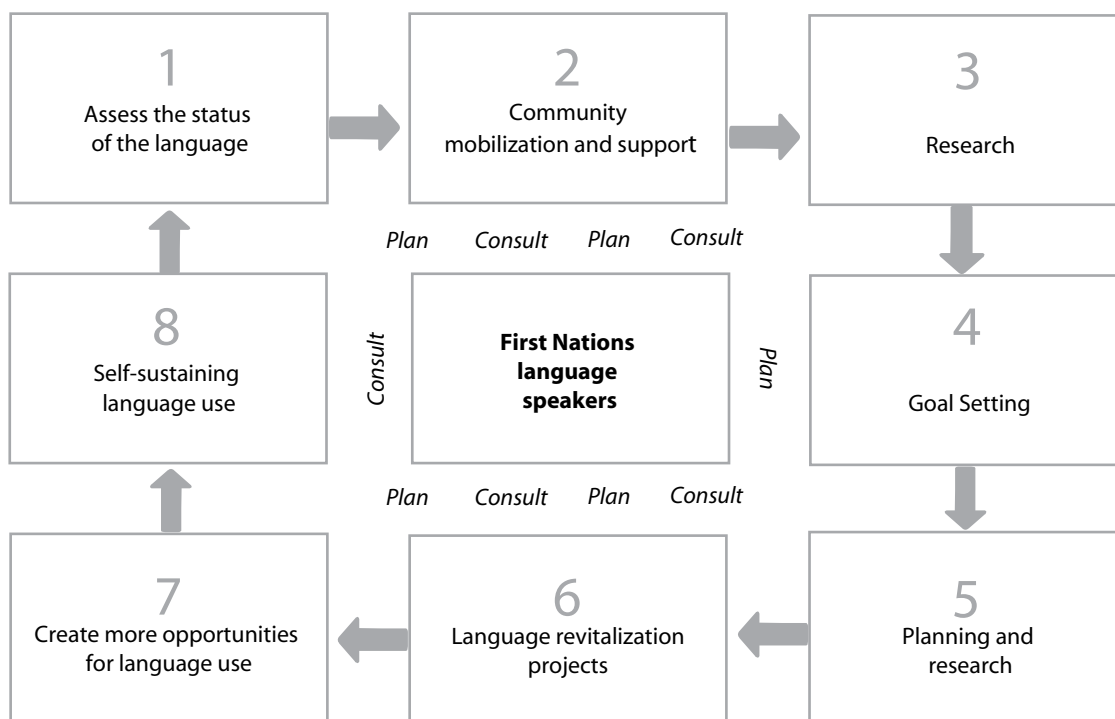 1
Assess the status
of the language
2
Community
mobilization and support
3
Research
Plan Consult Plan Consult
8
Self-sustaining
language use
Consult
First Nations
language
speakers
Plan
4
Goal Setting
Plan Consult Plan Consult
7
Create more opportunities
for language use
6
Language revitalization
projects
5
Planning and
research